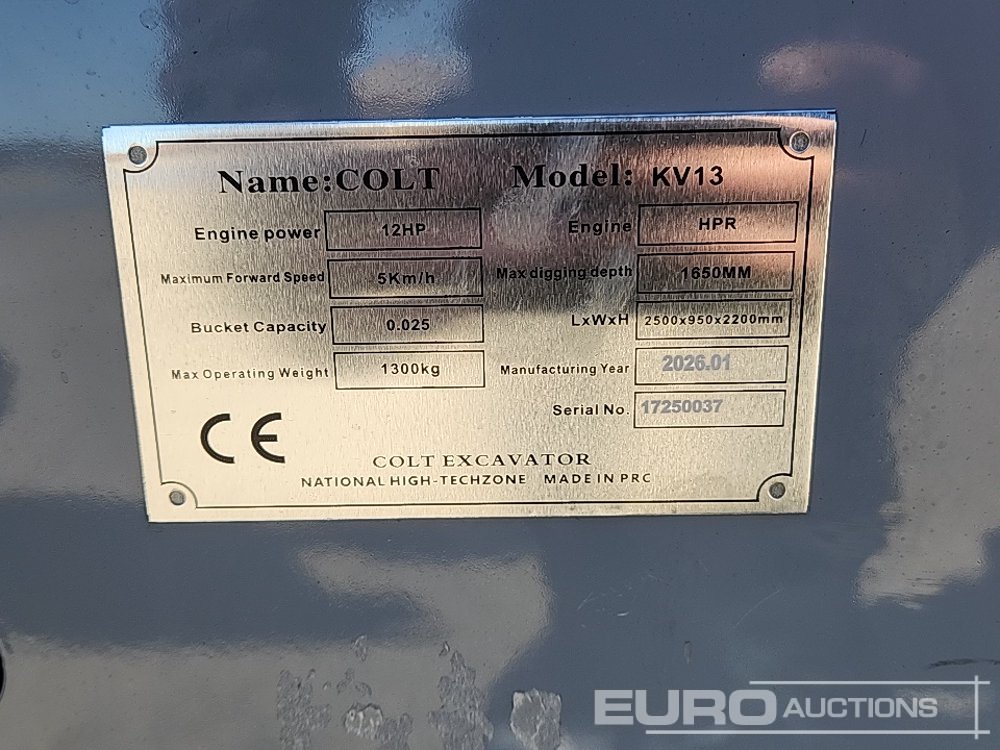 Name:COLT Model: KV13
Engine power 12HP Engine HPR
Maximum Forward Speed 5Km/h Max digging depth 1650MM
Bucket Capacity 0.025 LxWxH 2500x950x2200mm
Max Operating Weight 1300kg Manufacturing Year 2026.01
Serial No. 17250037
CE
COLT EXCAVATOR
NATIONAL HIGH-TECHZONE MADE IN PRC
EURO AUCTIONS